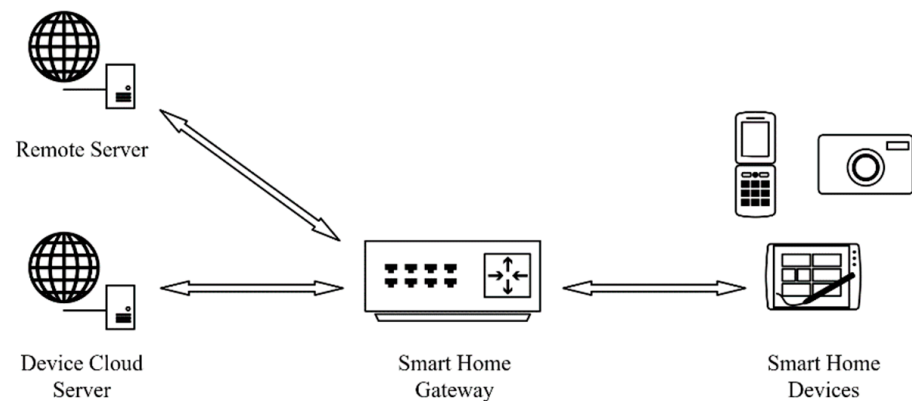 Remote Server
Device Cloud
Server
Smart Home
Gateway
Smart Home
Devices